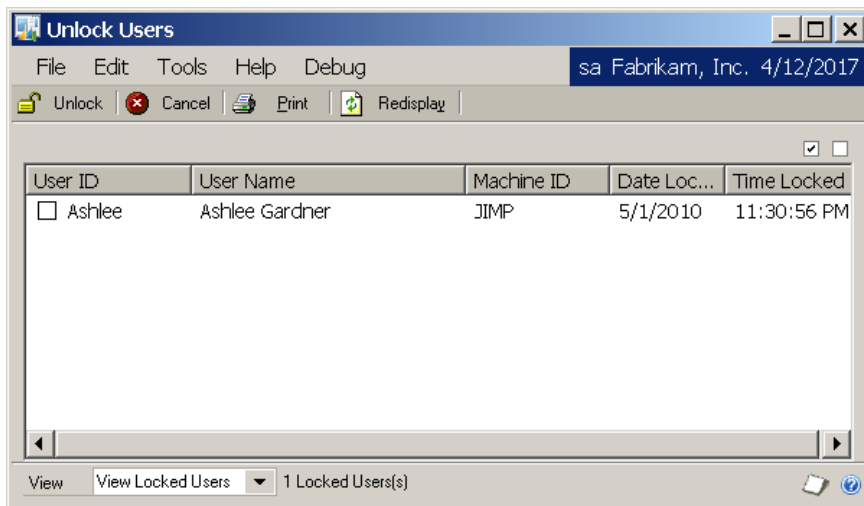 Unlock Users
File Edit Tools Help Debug sa Fabrikam, Inc. 4/12/2017
Unlock Cancel Print Redisplay
User ID User Name Machine ID Date Loc... Time Locked
Ashlee Ashlee Gardner JIMP 5/1/2010 11:30:56 PM
View View Locked Users 1 Locked Users(s)